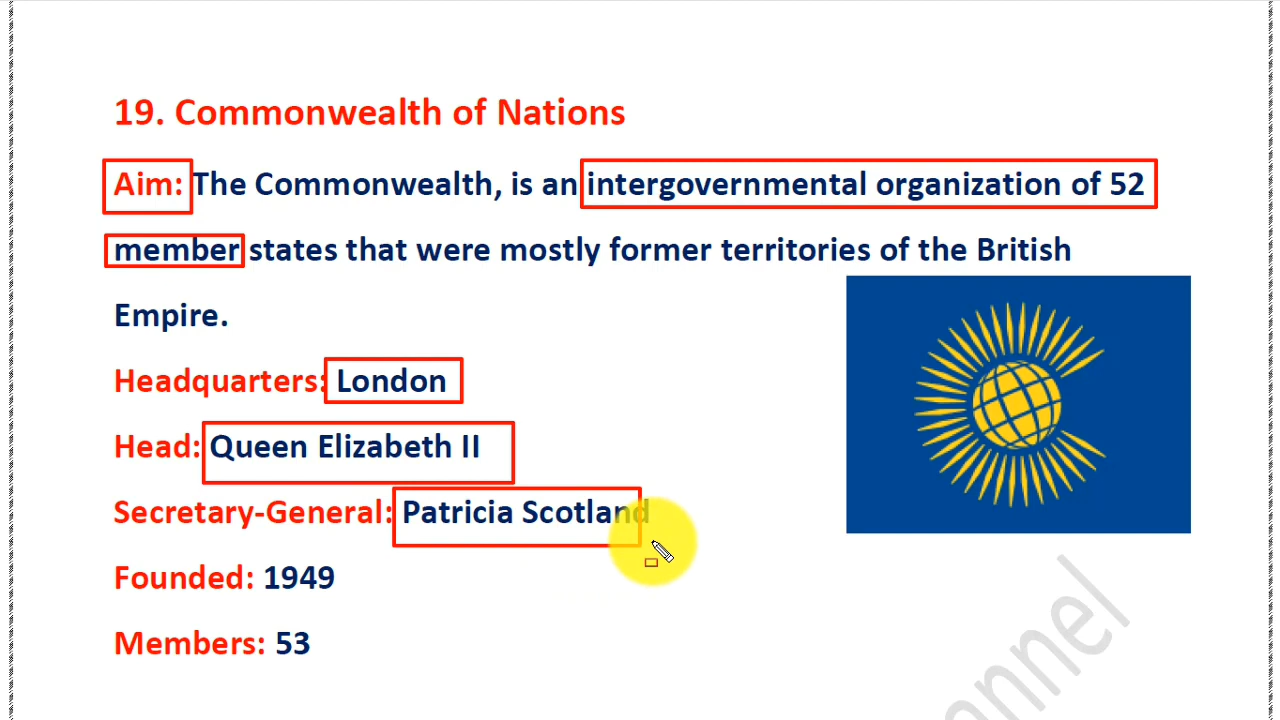 19. Commonwealth of Nations
Aim: The Commonwealth, is an intergovernmental organization of 52
member states that were mostly former territories of the British
Empire.
Headquarters: London
Head: Queen Elizabeth II
Secretary-General: Patricia Scotland
Founded: 1949
Members: 53